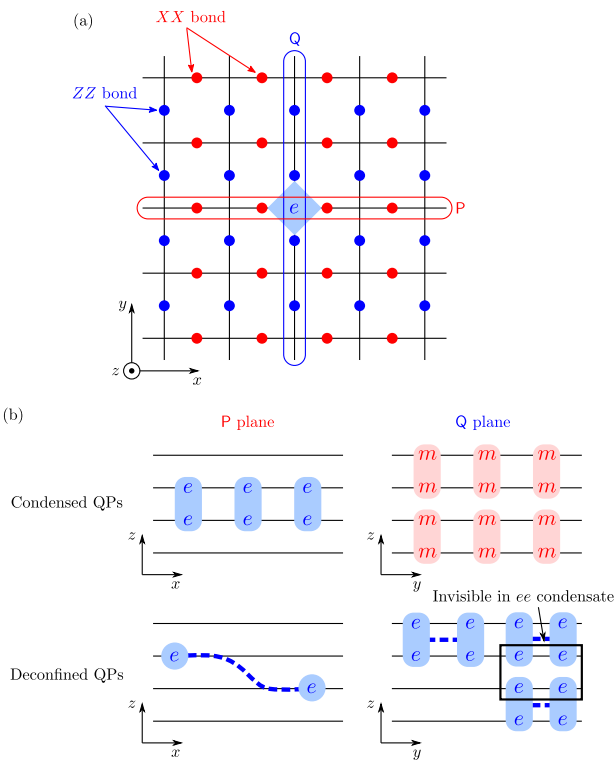 (a)
XX bond
Q
ZZ bond
e
P
y
z
x
(b)
P plane
Q plane
Condensed QPs
e e e
e e e
m m m
m m m
m m m
m m m
z
x
z
y
Invisible in ee condensate
Deconfined QPs
e
e
e e e e
e e e e
e e
e e
z
x
z
y